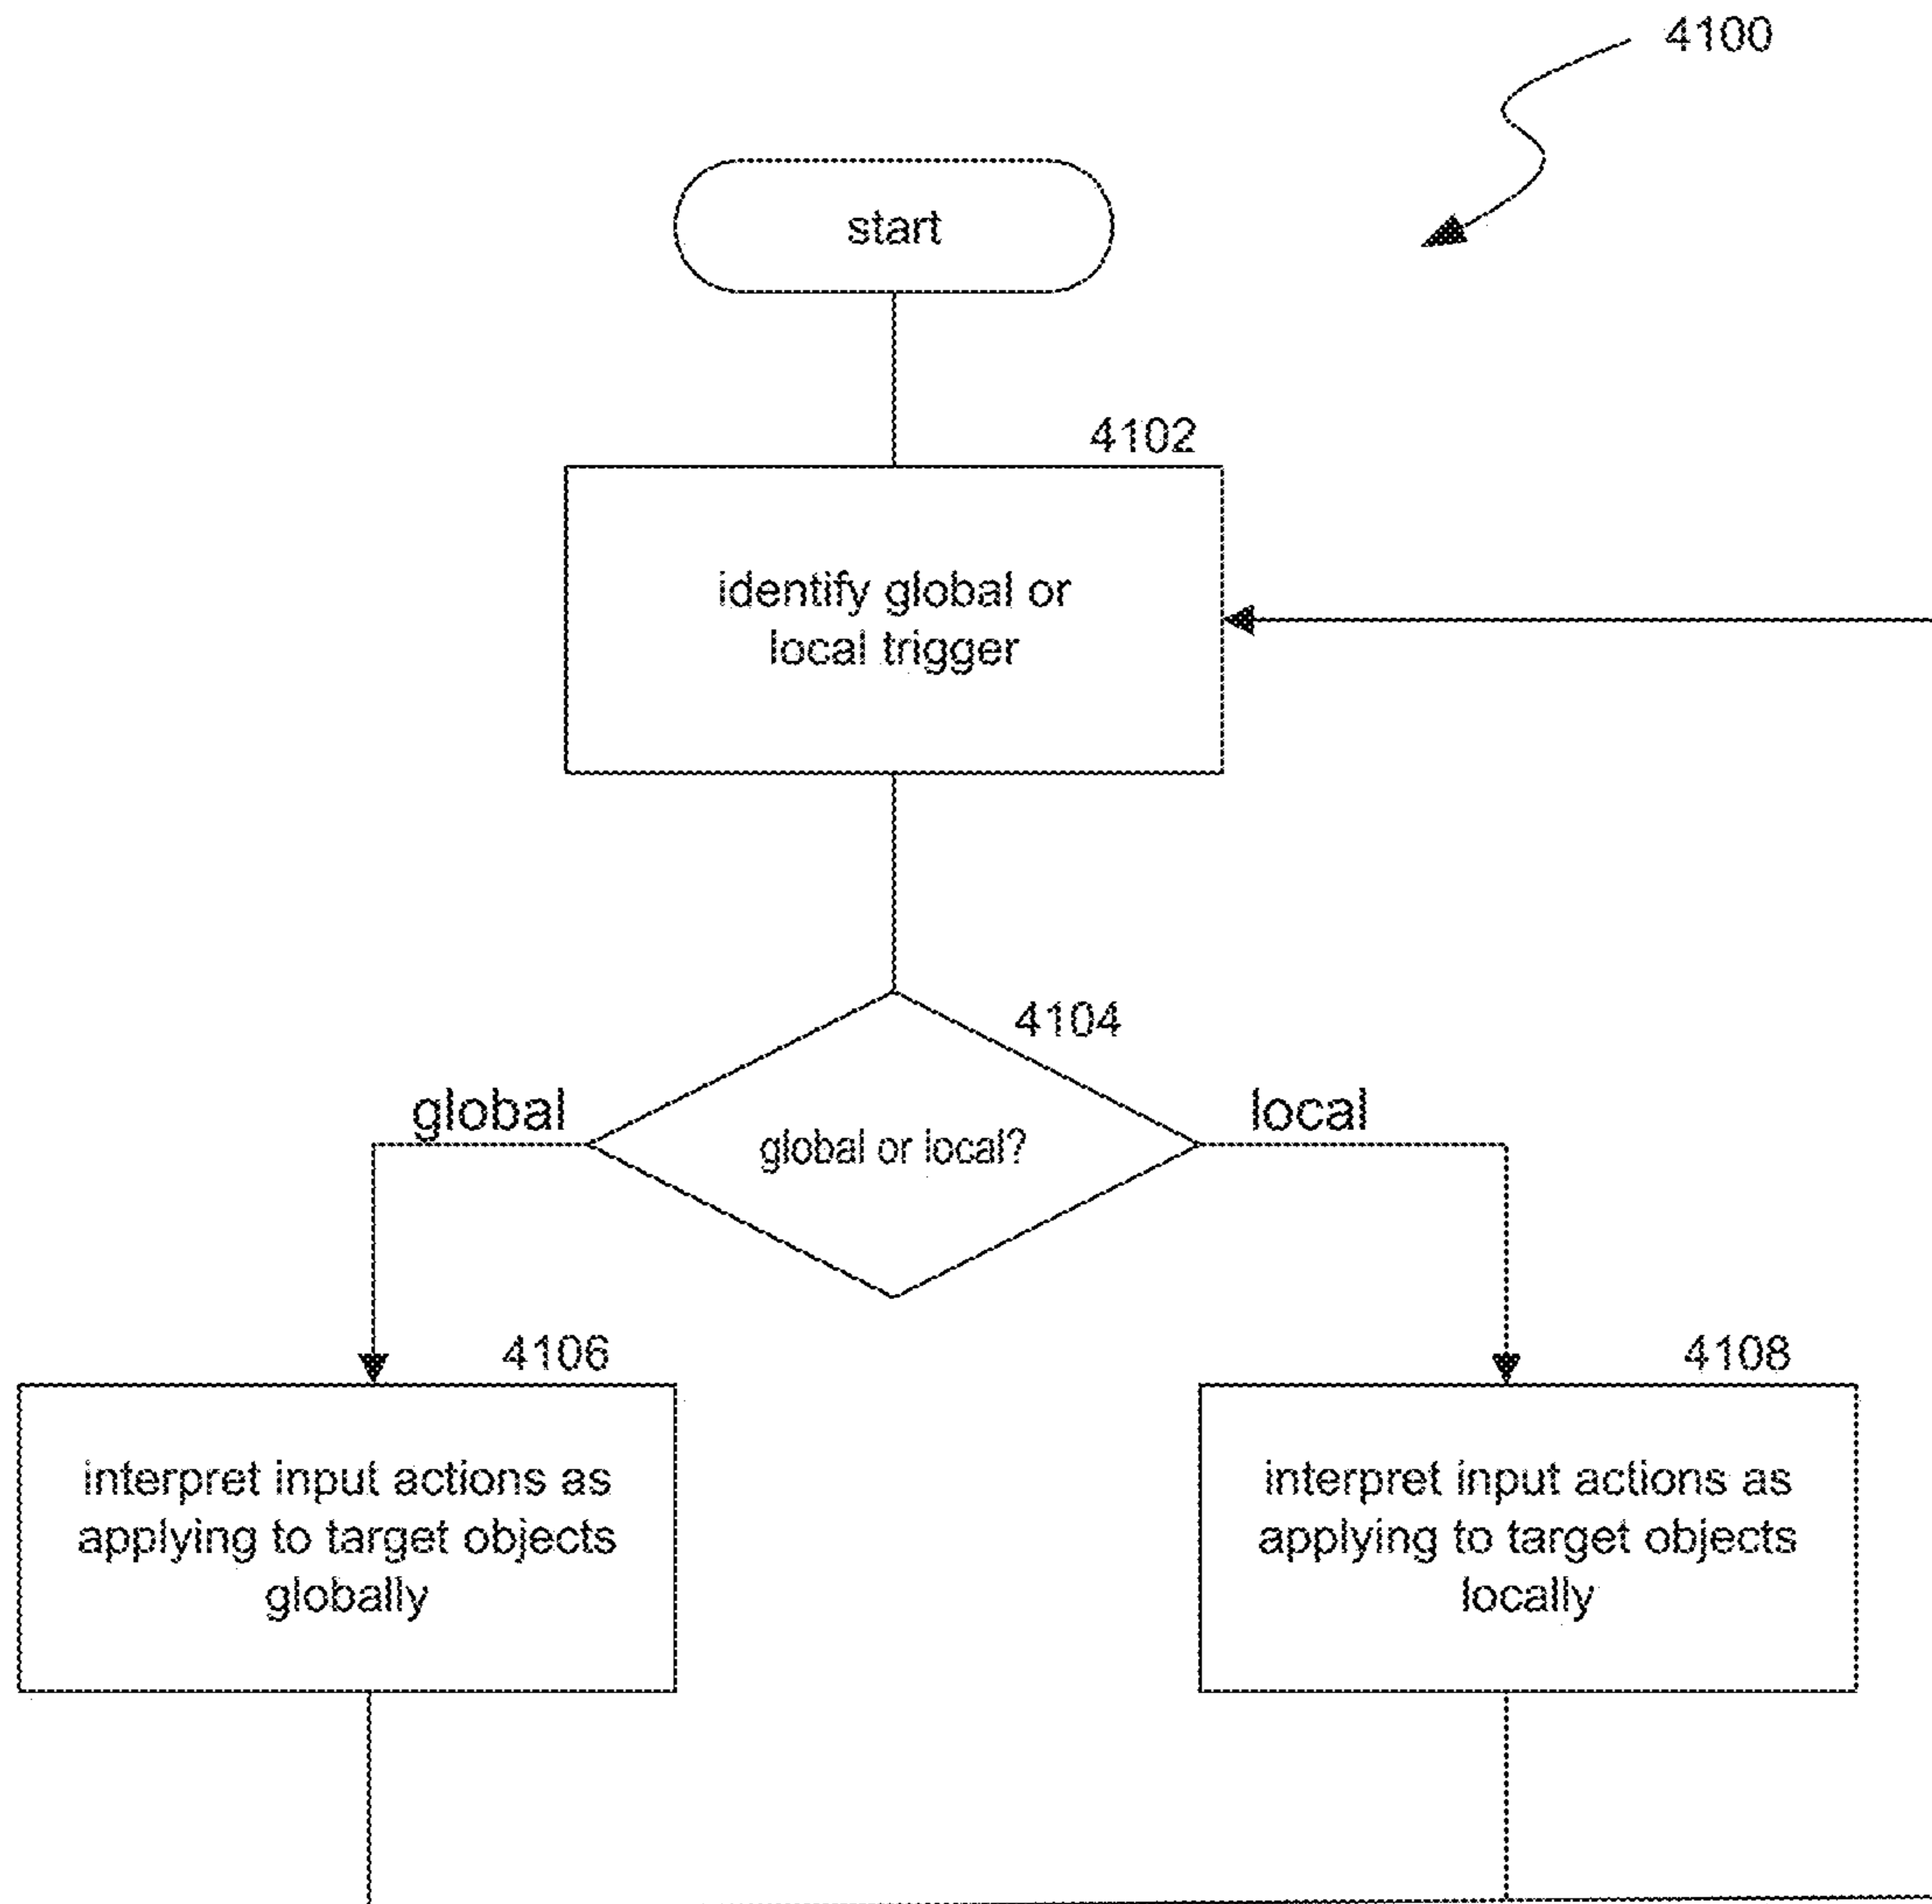 4100
start
4102
identify global or
local trigger
4104
global
global or local?
local
4106
interpret input actions as
applying to target objects
globally
4108
interpret input actions as
applying to target objects
locally